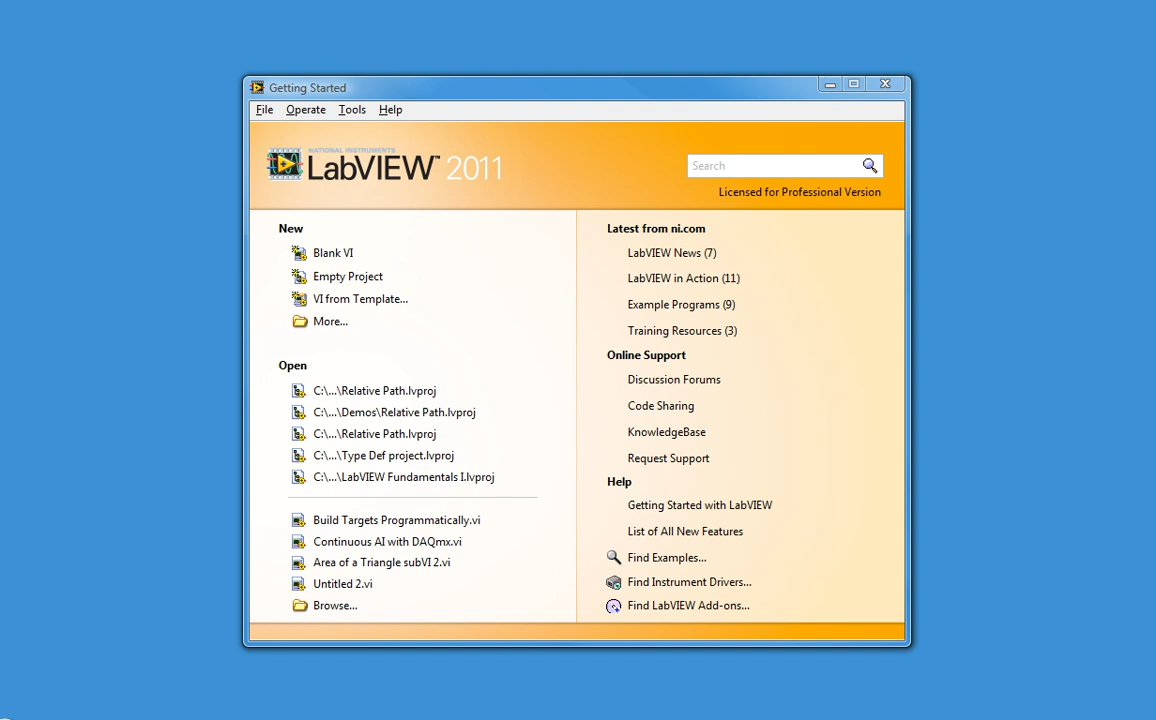 Getting Started
File Operate Tools Help
NATIONAL INSTRUMENTS
LabVIEW™ 2011
Search
Licensed for Professional Version
New
Blank VI
Empty Project
VI from Template...
More...
Open
C:\...\Relative Path.lvproj
C:\...\Demos\Relative Path.lvproj
C:\...\Relative Path.lvproj
C:\...\Type Def project.lvproj
C:\...\LabVIEW Fundamentals I.lvproj
Build Targets Programmatically.vi
Continuous AI with DAQmx.vi
Area of a Triangle subVI 2.vi
Untitled 2.vi
Browse...
Latest from ni.com
LabVIEW News (7)
LabVIEW in Action (11)
Example Programs (9)
Training Resources (3)
Online Support
Discussion Forums
Code Sharing
KnowledgeBase
Request Support
Help
Getting Started with LabVIEW
List of All New Features
Find Examples...
Find Instrument Drivers...
Find LabVIEW Add-ons...